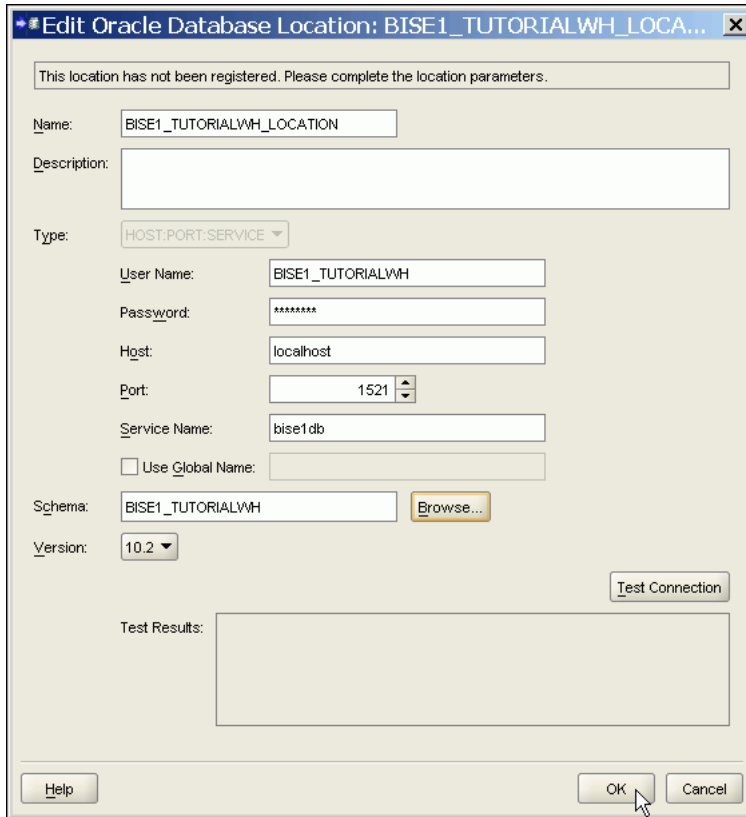 Edit Oracle Database Location: BISE1_TUTORIALWH_LOCA...
This location has not been registered. Please complete the location parameters.
Name: BISE1_TUTORIALWH_LOCATION
Description:
Type: HOST:PORT:SERVICE
User Name: BISE1_TUTORIALWH
Password: ********
Host: localhost
Port: 1521
Service Name: bise1db
Use Global Name:
Schema: BISE1_TUTORIALWH Browse...
Version: 10.2
Test Connection
Test Results:
Help OK Cancel